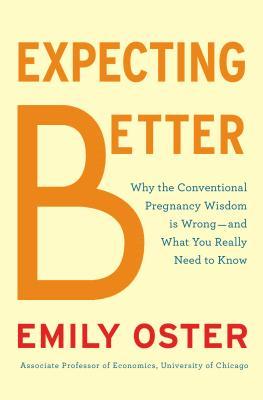 EXPECTING
BETTER
Why the Conventional
Pregnancy Wisdom
is Wrong—and
What You Really
Need to Know
EMILY OSTER
Associate Professor of Economics, University of Chicago